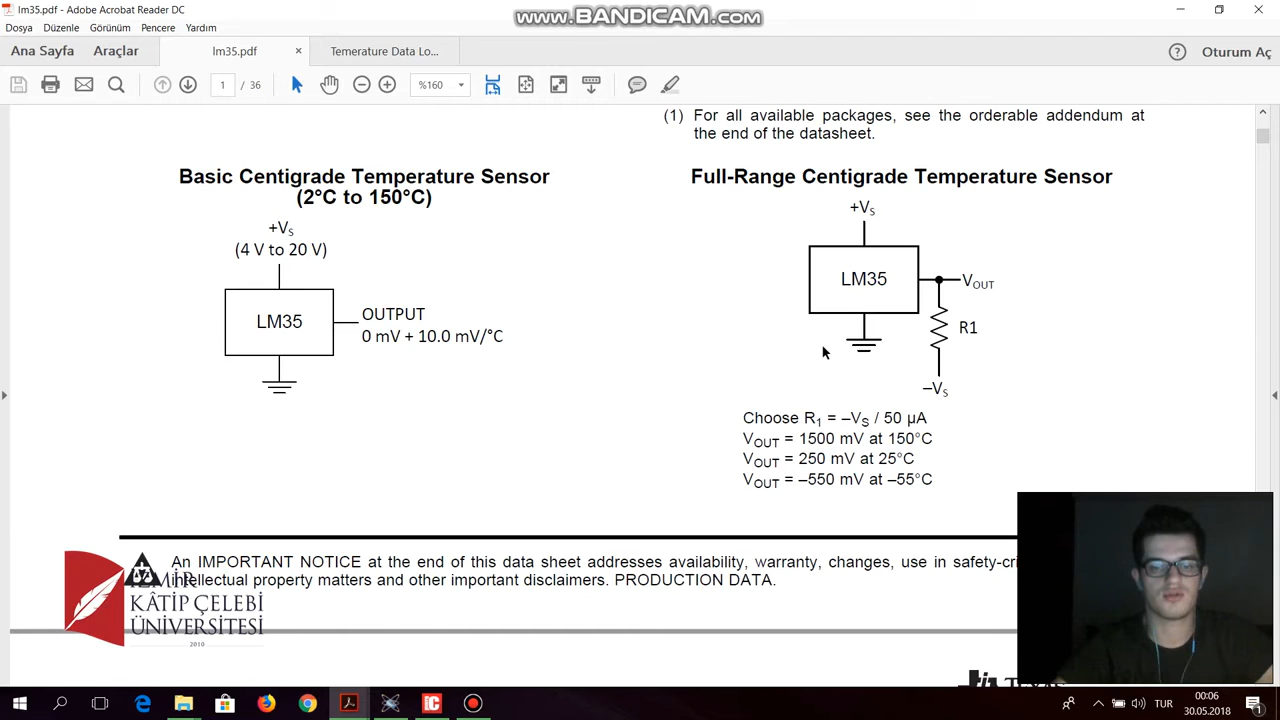 lm35.pdf - Adobe Acrobat Reader DC
www.BANDICAM.com
Dosya Düzenle Görünüm Pencere Yardım
Ana Sayfa Araçlar lm35.pdf × Temerature Data Lo... ? Oturum Aç
1 / 36 %160
(1) For all available packages, see the orderable addendum at
the end of the datasheet.
Basic Centigrade Temperature Sensor
(2°C to 150°C)
+VS
(4 V to 20 V)
LM35
OUTPUT
0 mV + 10.0 mV/°C
Full-Range Centigrade Temperature Sensor
+VS
LM35
VOUT
R1
–VS
Choose R1 = –VS / 50 µA
VOUT = 1500 mV at 150°C
VOUT = 250 mV at 25°C
VOUT = –550 mV at –55°C
An IMPORTANT NOTICE at the end of this data sheet addresses availability, warranty, changes, use in
intellectual property matters and other important disclaimers. PRODUCTION DATA.
İZMİR
KÂTİP ÇELEBİ
ÜNİVERSİTESİ
2010
TUR
00:06
30.05.2018
1